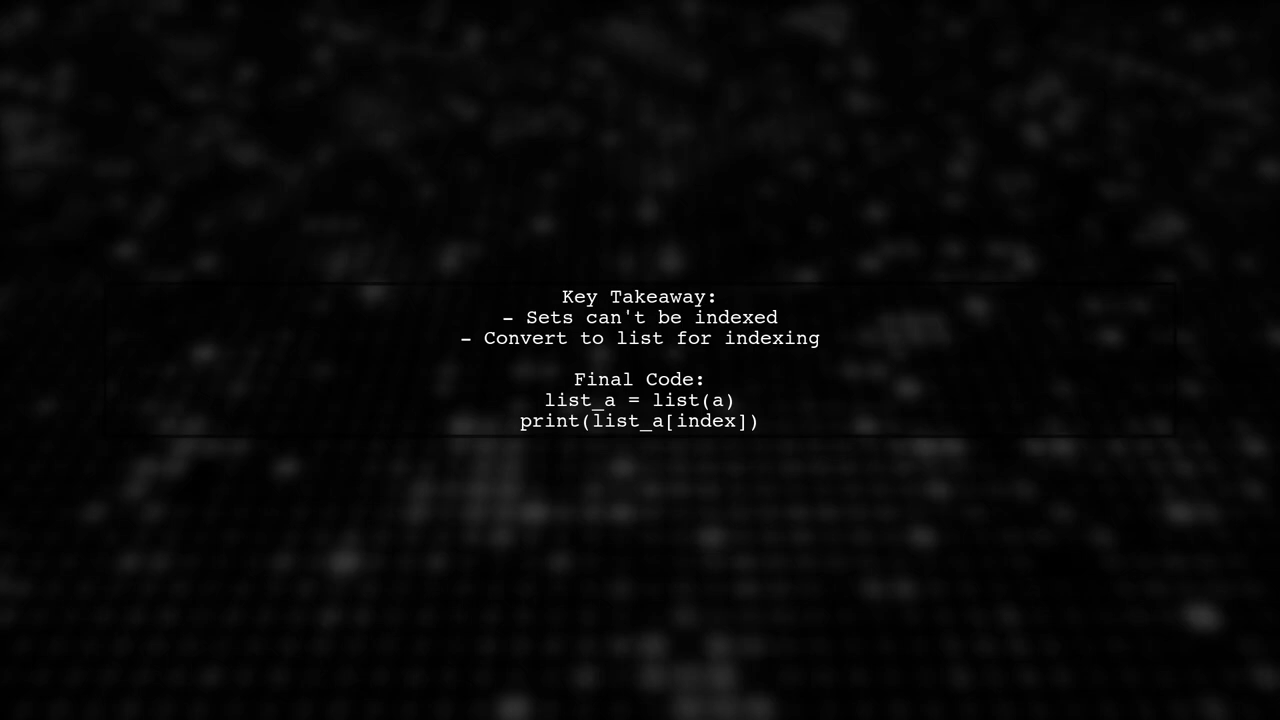 Key Takeaway:
- Sets can't be indexed
- Convert to list for indexing
Final Code:
list_a = list(a)
print(list_a[index])